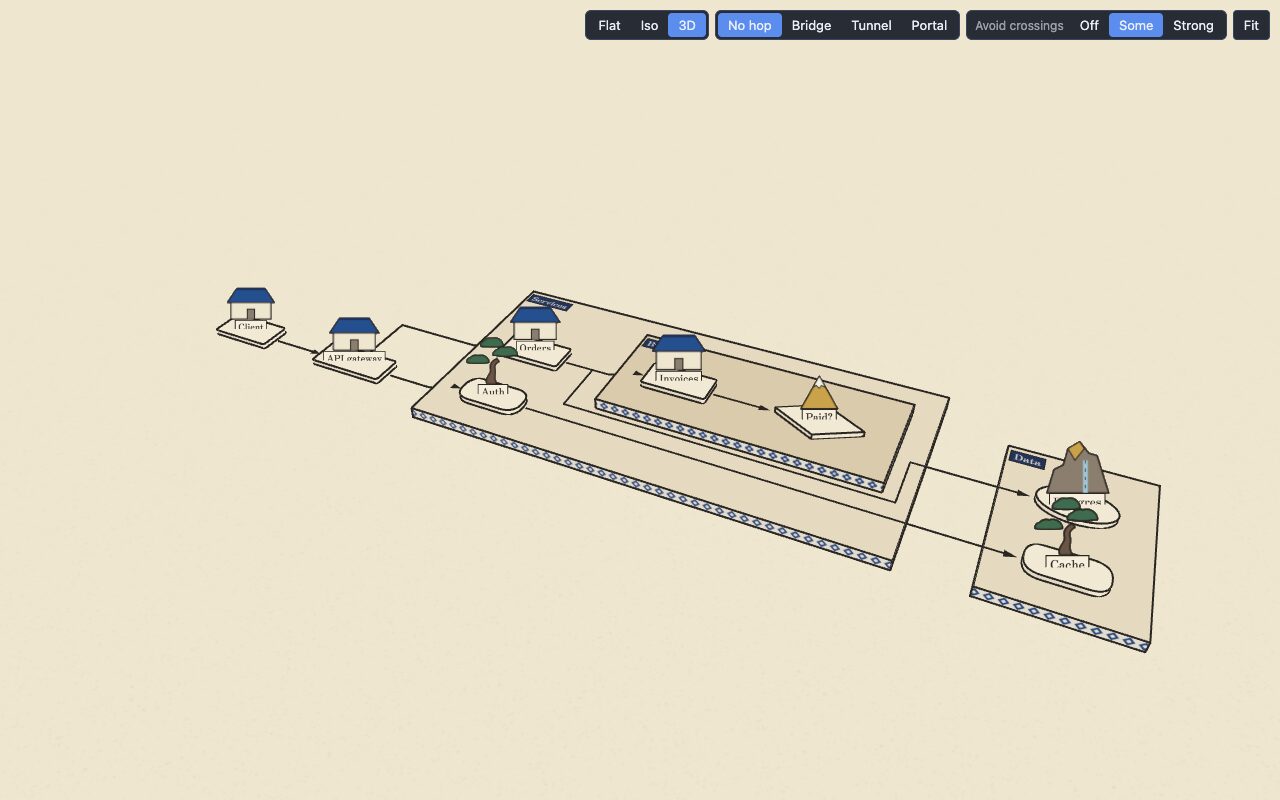 Flat Iso 3D No hop Bridge Tunnel Portal Avoid crossings Off Some Strong Fit
Services
Client
API gateway
Orders
Auth
Invoices
Paid?
Data
Cache